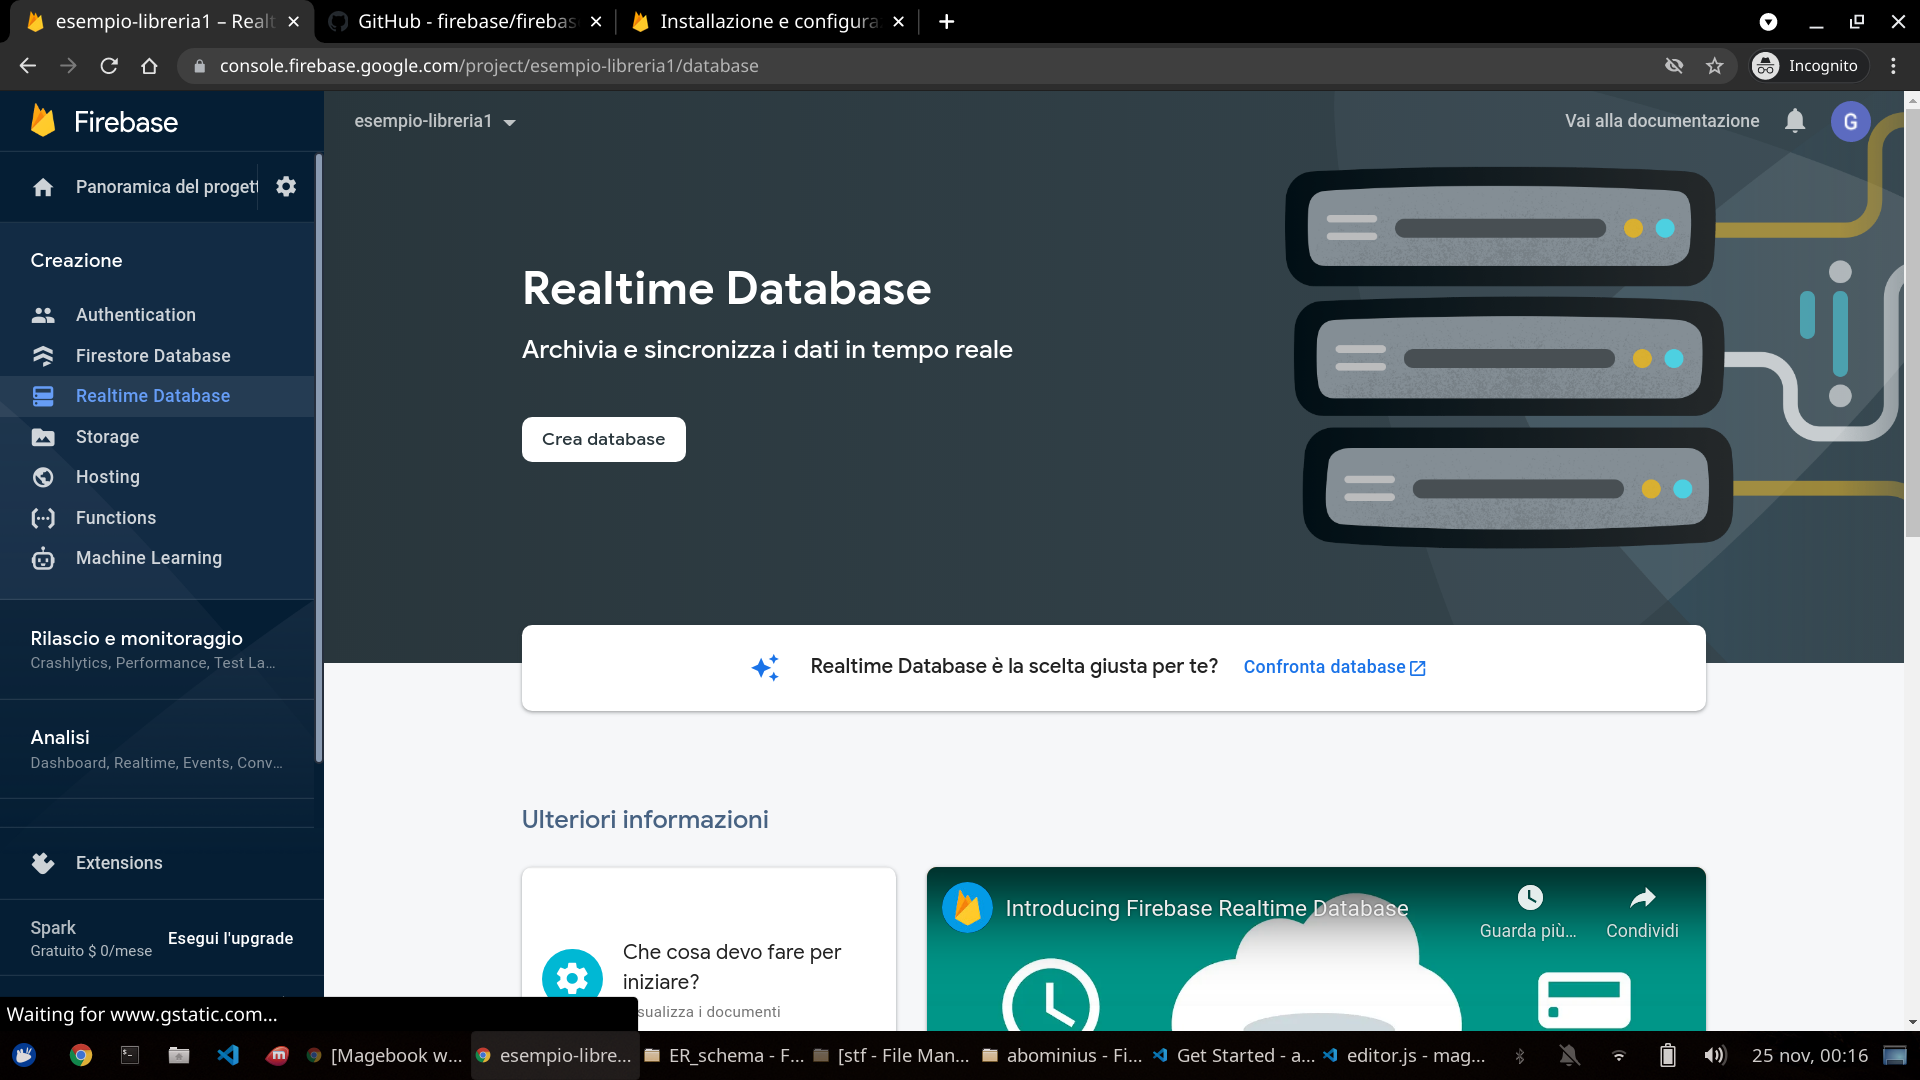 esempio-libreria1 – Realt
GitHub - firebase/firebas
Installazione e configura
console.firebase.google.com/project/esempio-libreria1/database
Incognito
Firebase
esempio-libreria1
Vai alla documentazione
G
Panoramica del progett
Creazione
Authentication
Firestore Database
Realtime Database
Storage
Hosting
Functions
Machine Learning
Rilascio e monitoraggio
Crashlytics, Performance, Test La...
Analisi
Dashboard, Realtime, Events, Conv...
Extensions
Spark
Gratuito $ 0/mese
Esegui l'upgrade
Realtime Database
Archivia e sincronizza i dati in tempo reale
Crea database
Realtime Database è la scelta giusta per te?
Confronta database
Ulteriori informazioni
Che cosa devo fare per
iniziare?
sualizza i documenti
Introducing Firebase Realtime Database
Guarda più...
Condividi
Waiting for www.gstatic.com...
[Magebook w...
esempio-libre...
ER_schema - F...
[stf - File Man...
abominius - Fi...
Get Started - a...
editor.js - mag...
25 nov, 00:16